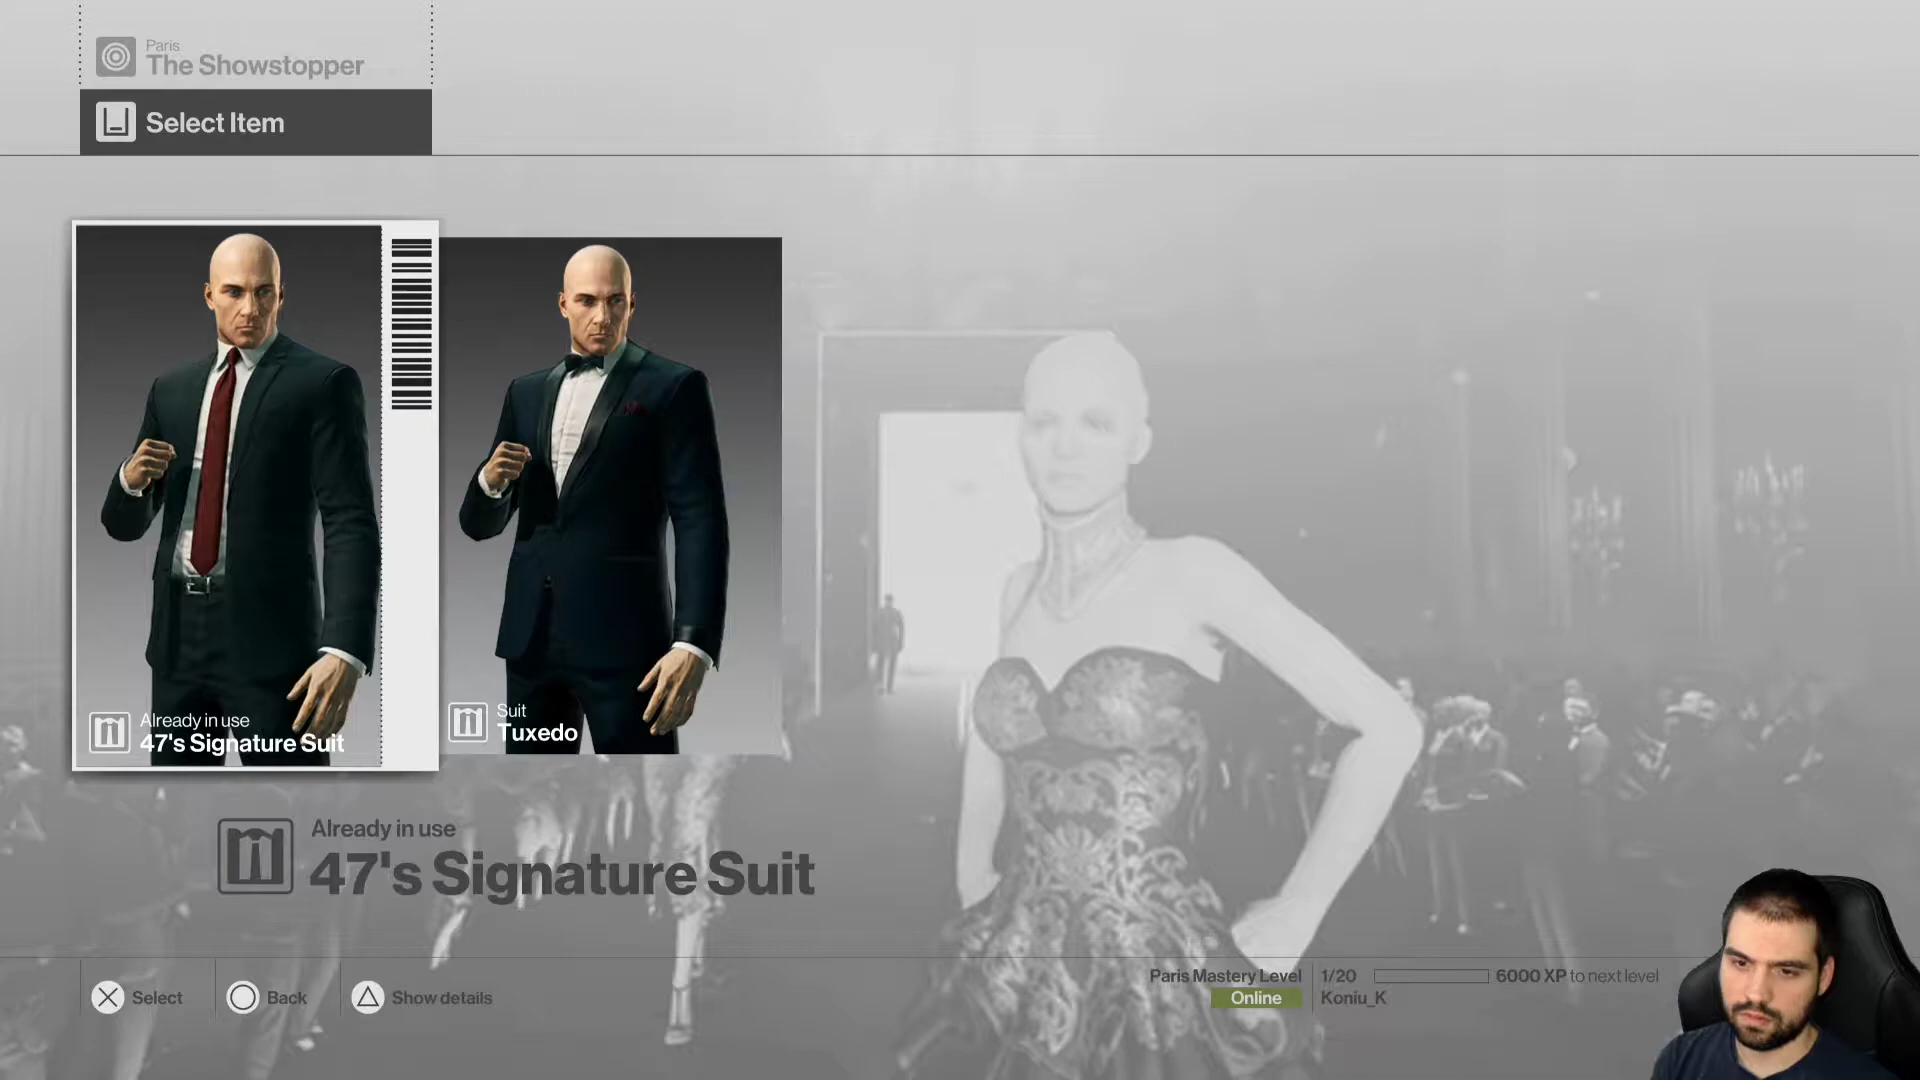 Paris
The Showstopper
Select Item
Already in use
47's Signature Suit
Suit
Tuxedo
Already in use
47's Signature Suit
Select
Back
Show details
Paris Mastery Level
1/20
6000 XP to next level
Online
Koniu_K